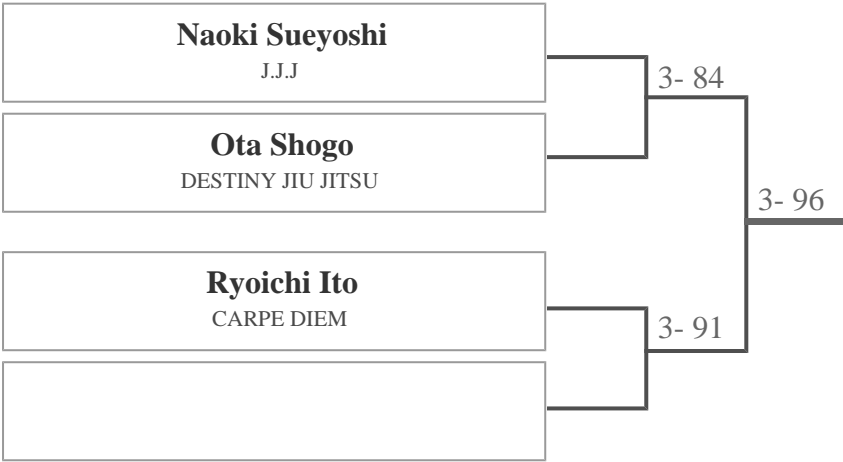 Naoki Sueyoshi
J.J.J
3- 84
Ota Shogo
DESTINY JIU JITSU
3- 96
Ryoichi Ito
CARPE DIEM
3- 91